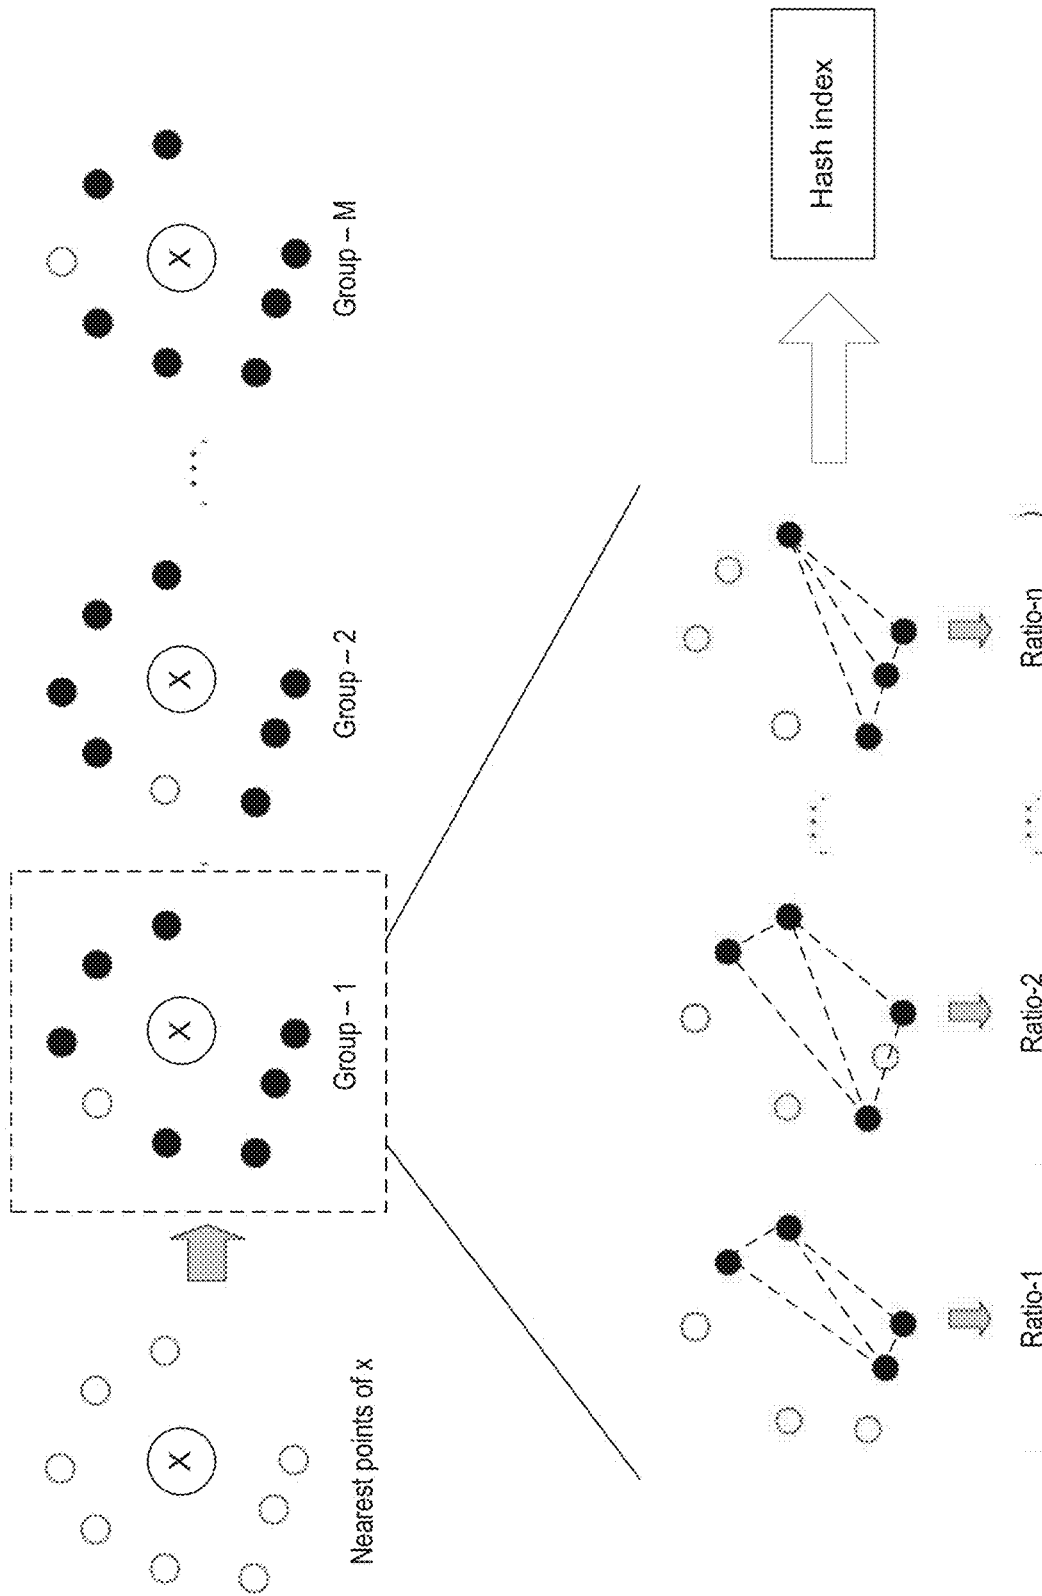 X
X
X
X
Nearest points of x
Group – 1
Group – 2
Group – M
Ratio-1
Ratio-2
Ratio-n
Hash index